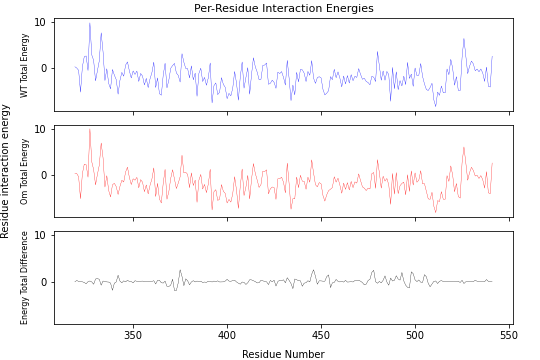 Per-Residue Interaction Energies
10
0
WT Total Energy
10
0
Om Total Energy
Residue interaction energy
10
0
Energy Total Difference
350
400
450
500
550
Residue Number